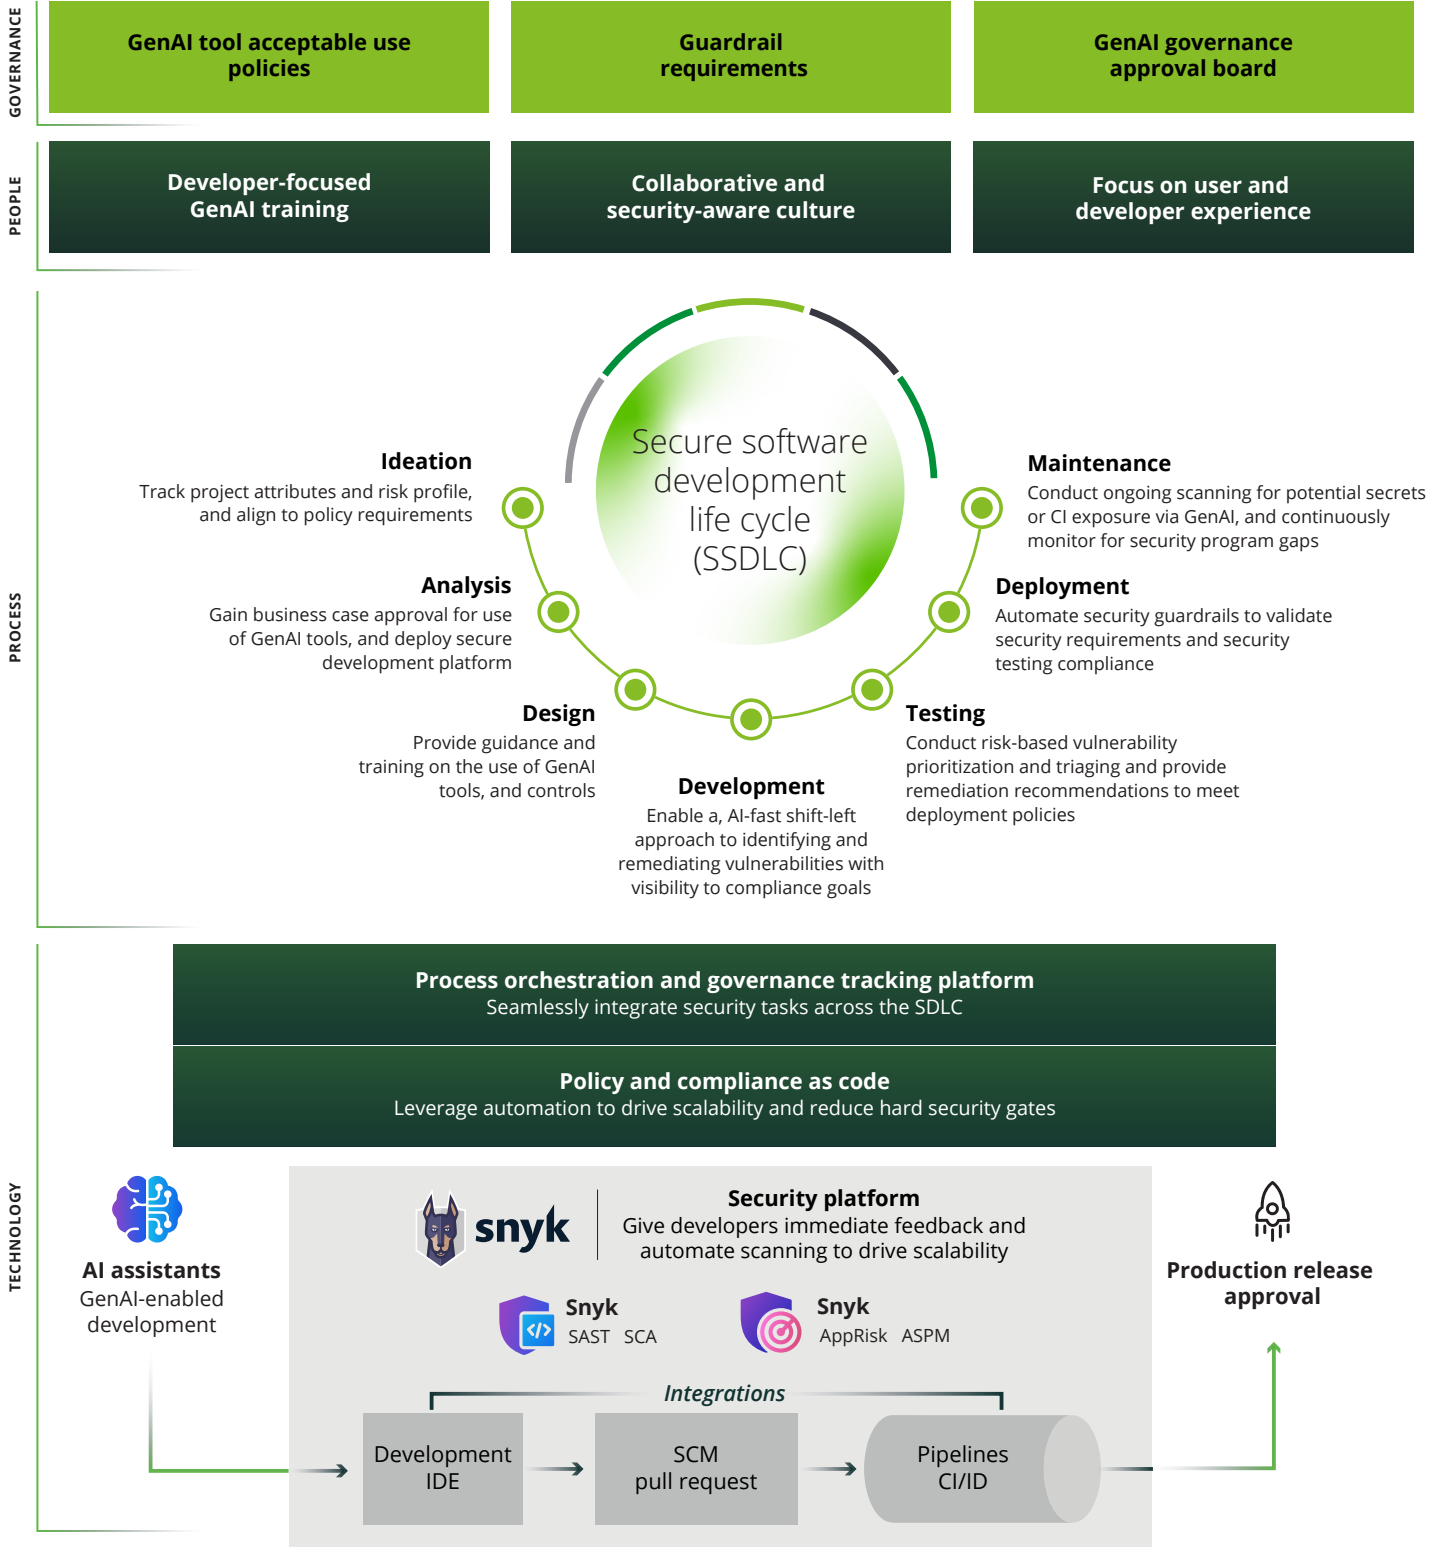 GOVERNANCE
GenAI tool acceptable use
policies
Guardrail
requirements
GenAI governance
approval board
PEOPLE
Developer-focused
GenAI training
Collaborative and
security-aware culture
Focus on user and
developer experience
PROCESS
Secure software
development
life cycle
(SSDLC)
Ideation
Track project attributes and risk profile,
and align to policy requirements
Analysis
Gain business case approval for use
of GenAI tools, and deploy secure
development platform
Design
Provide guidance and
training on the use of GenAI
tools, and controls
Development
Enable a, AI-fast shift-left
approach to identifying and
remediating vulnerabilities with
visibility to compliance goals
Testing
Conduct risk-based vulnerability
prioritization and triaging and provide
remediation recommendations to meet
deployment policies
Deployment
Automate security guardrails to validate
security requirements and security
testing compliance
Maintenance
Conduct ongoing scanning for potential secrets
or CI exposure via GenAI, and continuously
monitor for security program gaps
TECHNOLOGY
Process orchestration and governance tracking platform
Seamlessly integrate security tasks across the SDLC
Policy and compliance as code
Leverage automation to drive scalability and reduce hard security gates
AI assistants
GenAI-enabled
development
snyk
Security platform
Give developers immediate feedback and
automate scanning to drive scalability
</>
Snyk
SAST SCA
Snyk
AppRisk ASPM
Integrations
Development
IDE
SCM
pull request
Pipelines
CI/ID
Production release
approval